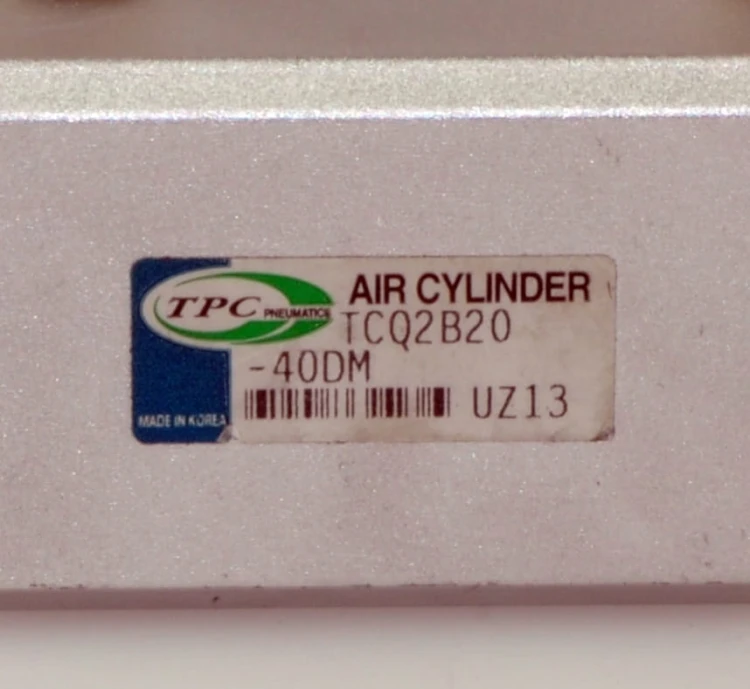 TPC PNEUMATICS
AIR CYLINDER
TCQ2B20
-40DM
UZ13
MADE IN KOREA